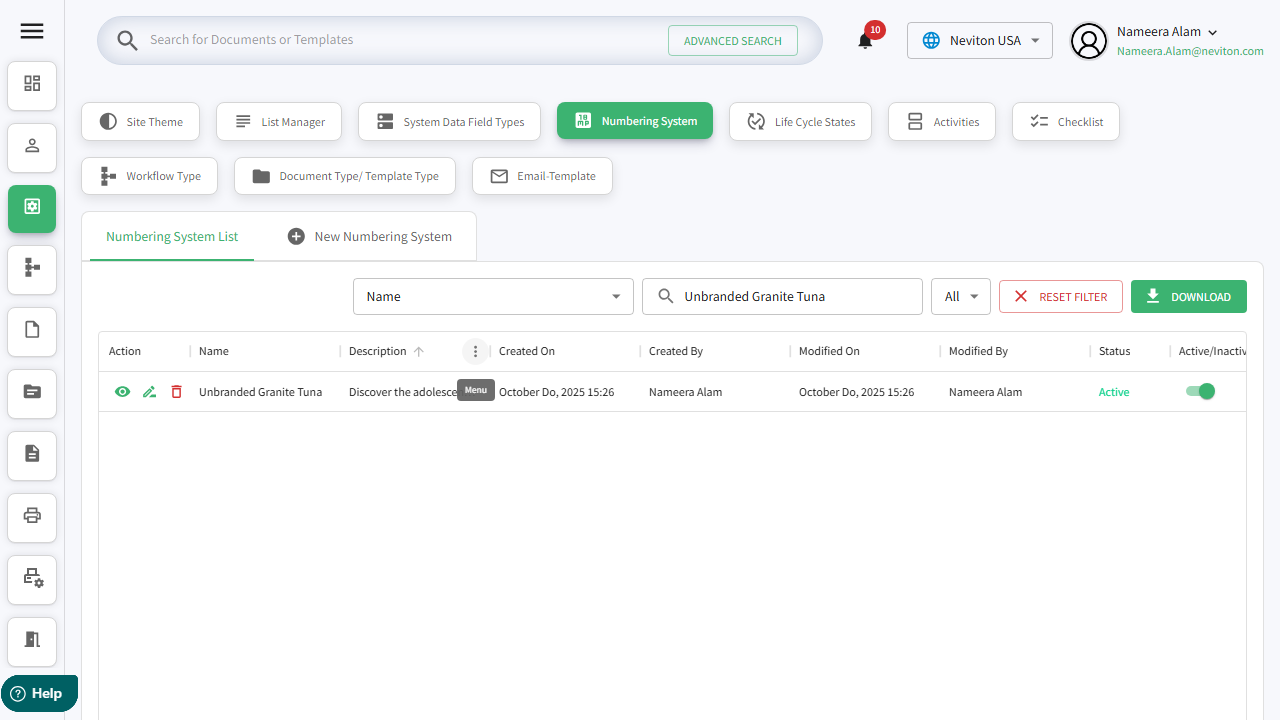 Search for Documents or Templates
ADVANCED SEARCH
10
Neviton USA
Nameera Alam
Nameera.Alam@neviton.com
Site Theme
List Manager
System Data Field Types
Numbering System
Life Cycle States
Activities
Checklist
Workflow Type
Document Type/ Template Type
Email-Template
Numbering System List
New Numbering System
Name
Unbranded Granite Tuna
All
RESET FILTER
DOWNLOAD
Action
Name
Description
Created On
Created By
Modified On
Modified By
Status
Active/Inactiv
Unbranded Granite Tuna
Discover the adolesce
Menu
October Do, 2025 15:26
Nameera Alam
October Do, 2025 15:26
Nameera Alam
Active
Help